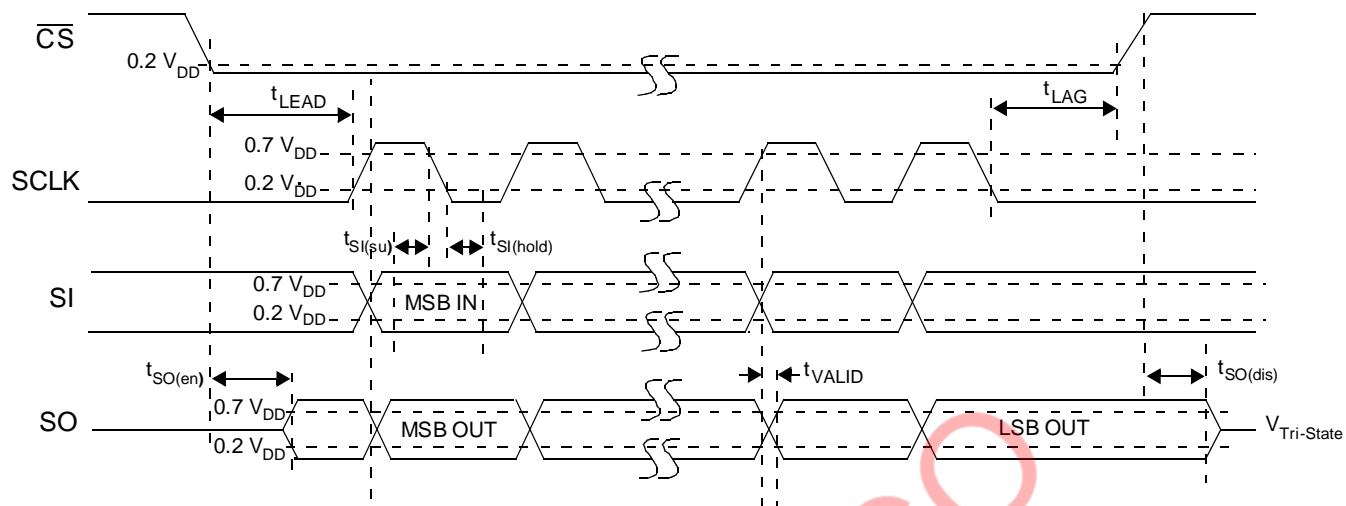 CS
0.2 VDD
tLEAD
tLAG
0.7 VDD
SCLK
0.2 VDD
tSI(su)
tSI(hold)
0.7 VDD
SI
MSB IN
0.2 VDD
tSO(en)
tVALID
tSO(dis)
0.7 VDD
SO
MSB OUT
LSB OUT
VTri-State
0.2 VDD